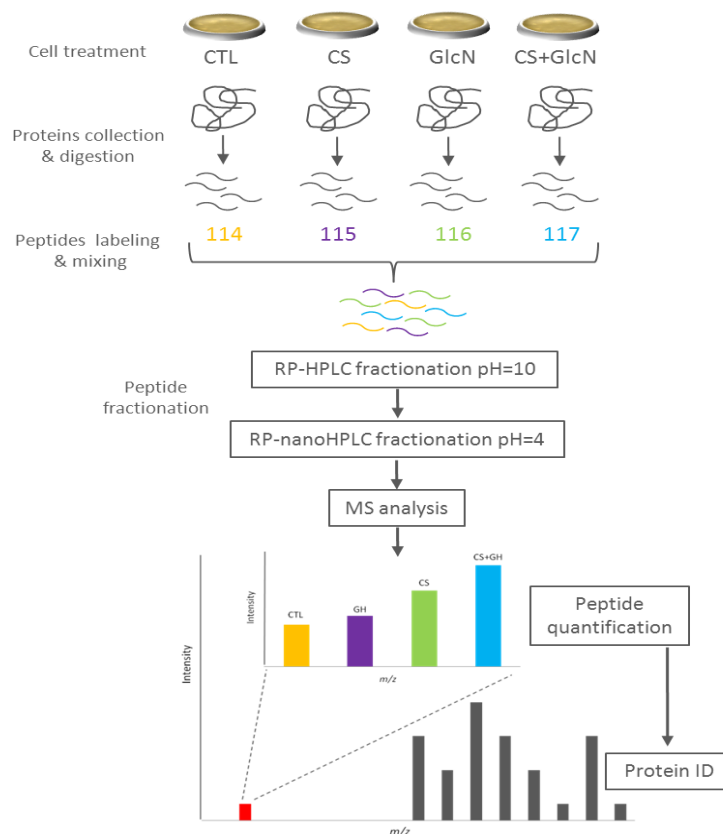 Cell treatment
CTL
CS
GlcN
CS+GlcN
Proteins collection
& digestion
Peptides labeling
& mixing
114
115
116
117
RP-HPLC fractionation pH=10
Peptide
fractionation
RP-nanoHPLC fractionation pH=4
MS analysis
Intensity
Intensity
CTL
GH
CS
CS+GH
m/z
Peptide
quantification
Protein ID
m/z